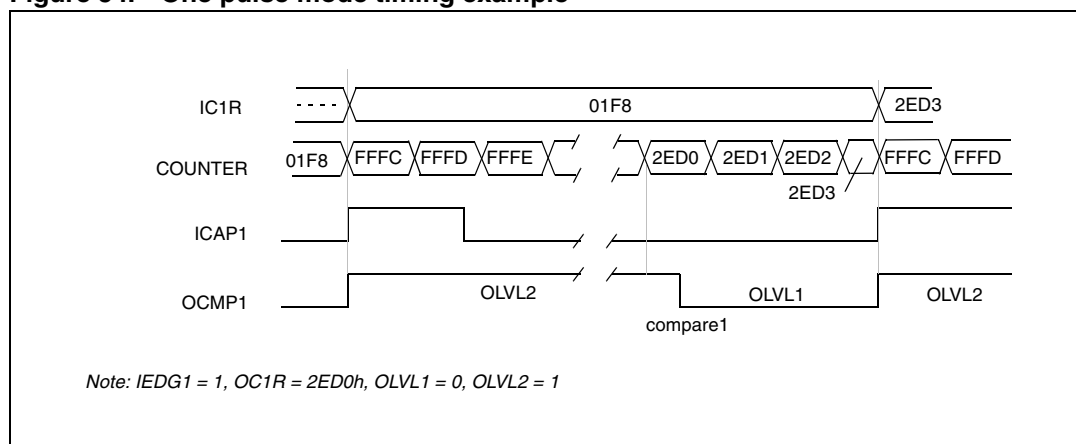 Figure 54. One pulse mode timing example
IC1R
01F8
2ED3
COUNTER
01F8
FFFC
FFFD
FFFE
2ED0
2ED1
2ED2
FFFC
FFFD
2ED3
ICAP1
OCMP1
OLVL2
OLVL1
OLVL2
compare1
Note: IEDG1 = 1, OC1R = 2ED0h, OLVL1 = 0, OLVL2 = 1